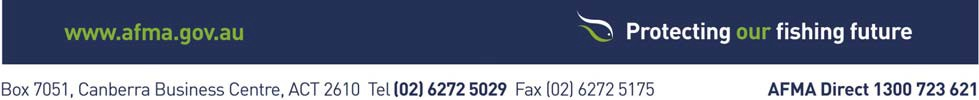 www.afma.gov.au Protecting our fishing future
Box 7051, Canberra Business Centre, ACT 2610 Tel (02) 6272 5029 Fax (02) 6272 5175 AFMA Direct 1300 723 621